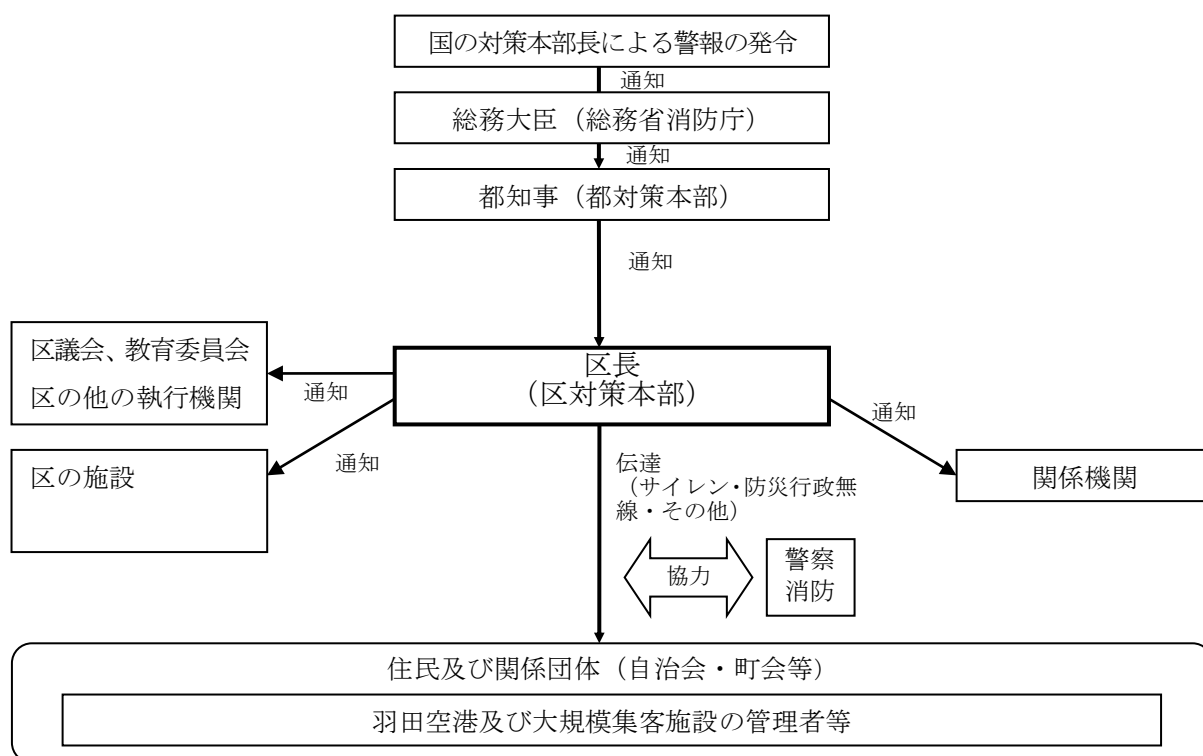 国の対策本部長による警報の発令
通知
総務大臣（総務省消防庁）
通知
都知事（都対策本部）
通知
区議会、教育委員会
区の他の執行機関
通知
区長
（区対策本部）
通知
区の施設
通知
伝達
（サイレン・防災行政無
線・その他）
関係機関
協力
警察
消防
住民及び関係団体（自治会・町会等）
羽田空港及び大規模集客施設の管理者等